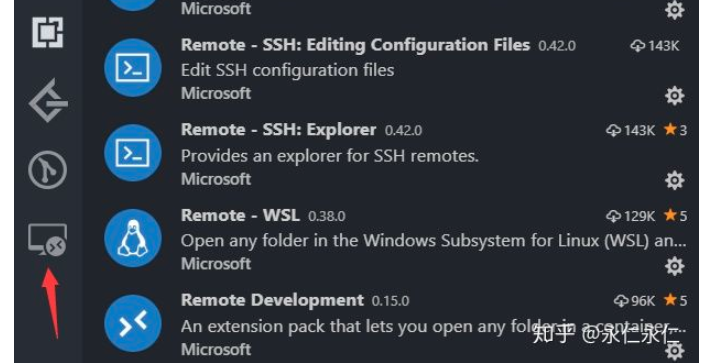 Microsoft
Remote - SSH: Editing Configuration Files 0.42.0 143K
Edit SSH configuration files
Microsoft
Remote - SSH: Explorer 0.42.0 143K ★3
Provides an explorer for SSH remotes.
Microsoft
Remote - WSL 0.38.0 129K ★5
Open any folder in the Windows Subsystem for Linux (WSL) an...
Microsoft
Remote Development 0.15.0 96K ★5
An extension pack that lets you open any folder in a container,...
Microsoft
知乎 @永仁永仁